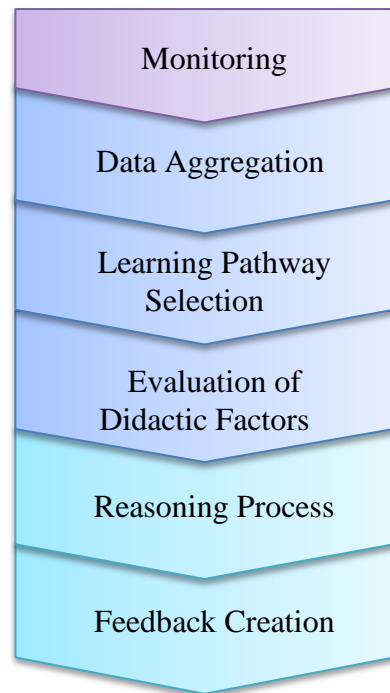 Monitoring
Data Aggregation
Learning Pathway
Selection
Evaluation of
Didactic Factors
Reasoning Process
Feedback Creation